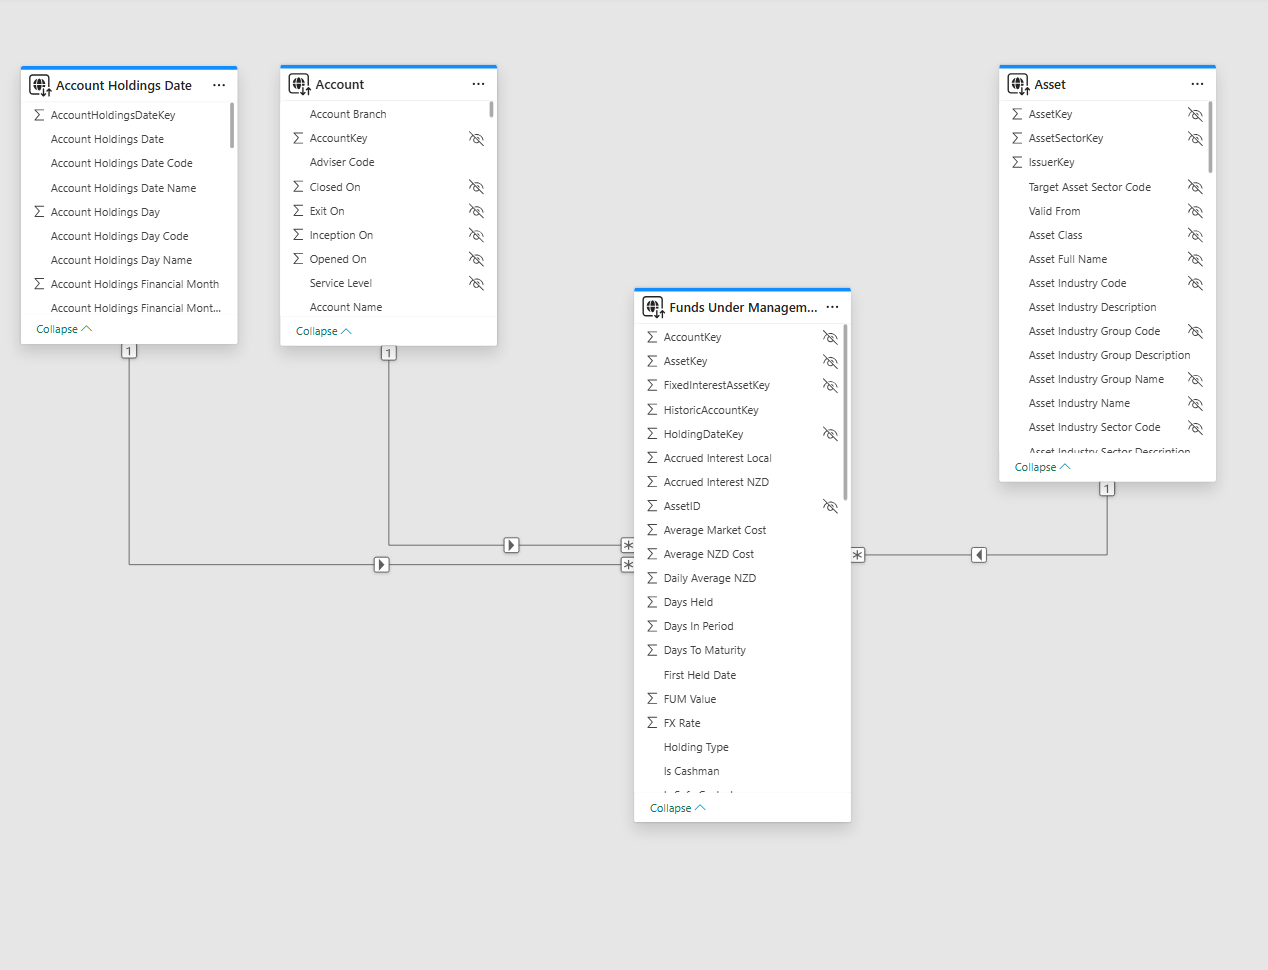 Account Holdings Date
AccountHoldingsDateKey
Account Holdings Date
Account Holdings Date Code
Account Holdings Date Name
Account Holdings Day
Account Holdings Day Code
Account Holdings Day Name
Account Holdings Financial Month
Account Holdings Financial Mont...
Collapse
1
Account
Account Branch
AccountKey
Adviser Code
Closed On
Exit On
Inception On
Opened On
Service Level
Account Name
Collapse
1
Funds Under Managem...
AccountKey
AssetKey
FixedInterestAssetKey
HistoricAccountKey
HoldingDateKey
Accrued Interest Local
Accrued Interest NZD
AssetID
Average Market Cost
Average NZD Cost
Daily Average NZD
Days Held
Days In Period
Days To Maturity
First Held Date
FUM Value
FX Rate
Holding Type
Is Cashman
Collapse
Asset
AssetKey
AssetSectorKey
IssuerKey
Target Asset Sector Code
Valid From
Asset Class
Asset Full Name
Asset Industry Code
Asset Industry Description
Asset Industry Group Code
Asset Industry Group Description
Asset Industry Group Name
Asset Industry Name
Asset Industry Sector Code
Asset Industry Sector Description
Collapse
1